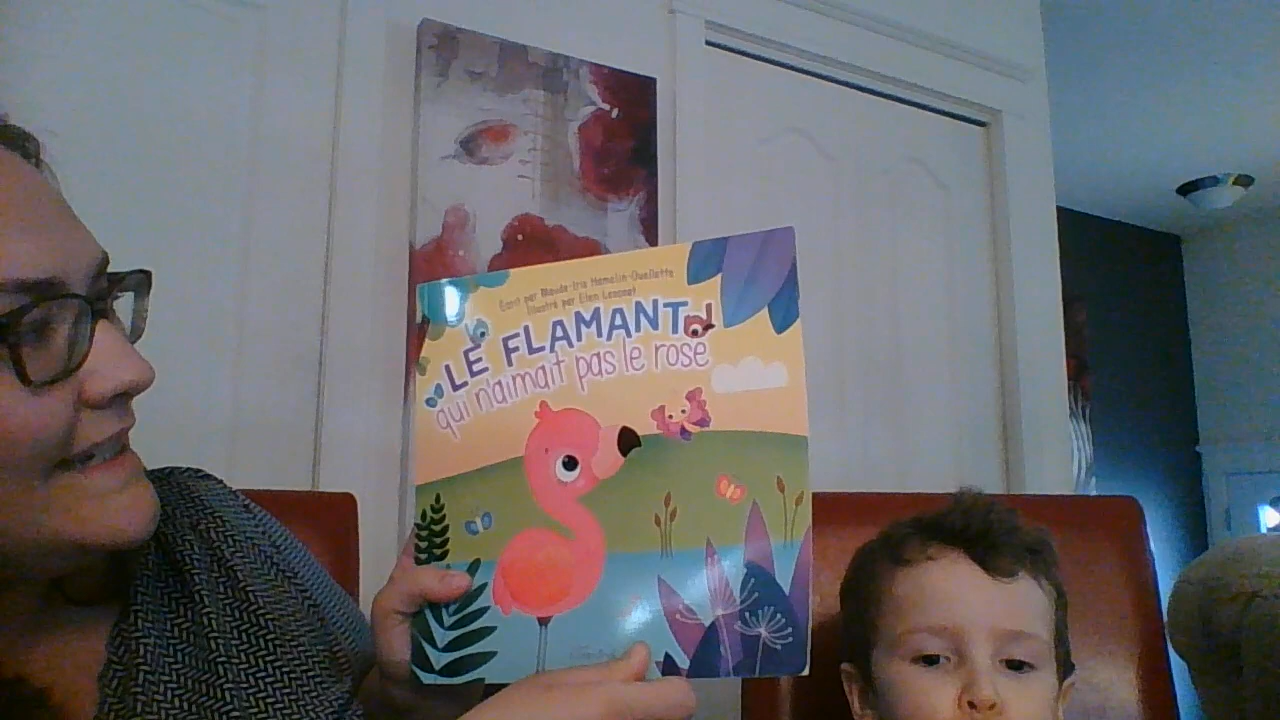 Écrit par Maude-Iris Hamelin-Ouellette
Illustré par Elen Lescoat
LE FLAMANT
qui n'aimait pas le rose